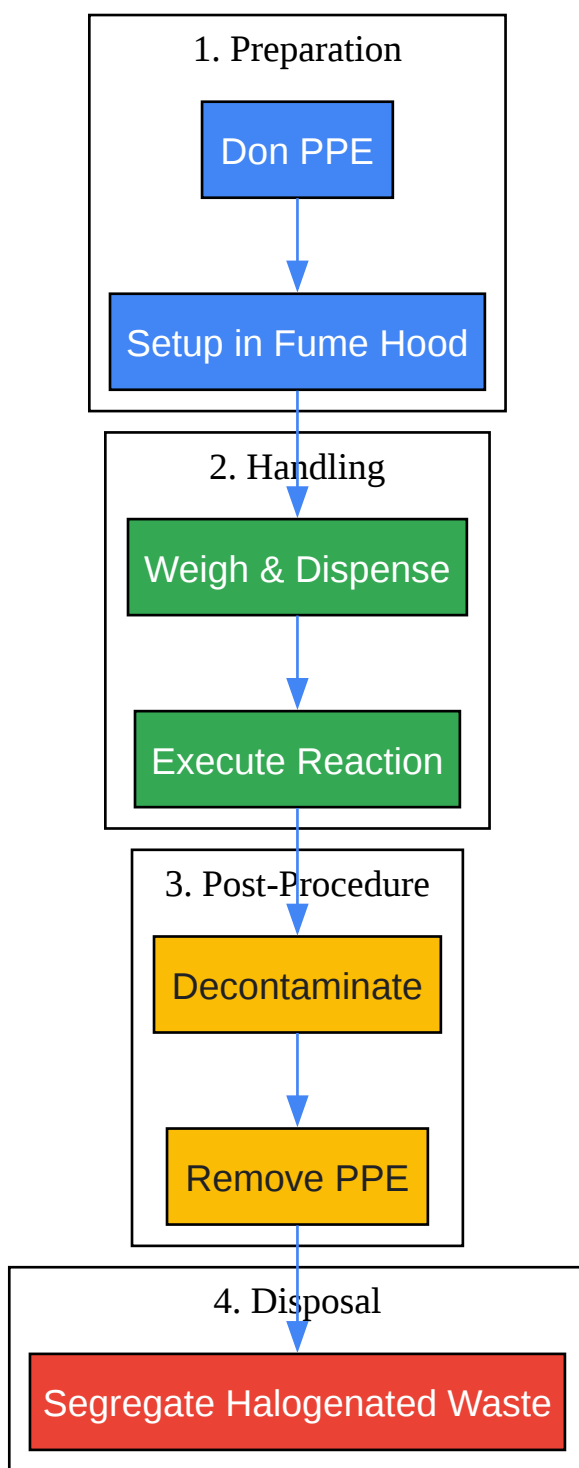 1. Preparation
Don PPE
Setup in Fume Hood
2. Handling
Weigh & Dispense
Execute Reaction
3. Post-Procedure
Decontaminate
Remove PPE
4. Disposal
Segregate Halogenated Waste